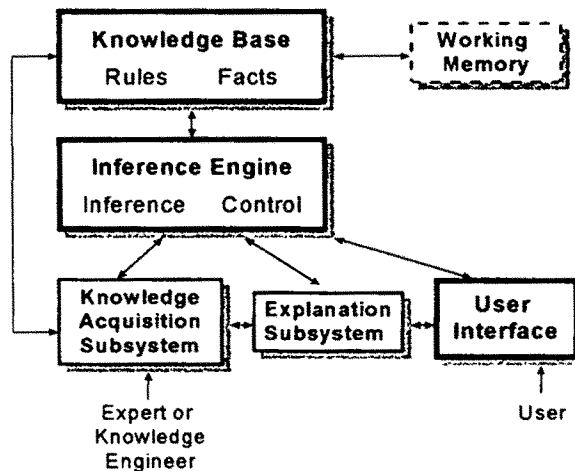 Knowledge Base
Rules Facts
Working
Memory
Inference Engine
Inference Control
Knowledge
Acquisition
Subsystem
Explanation
Subsystem
User
Interface
Expert or
Knowledge
Engineer
User